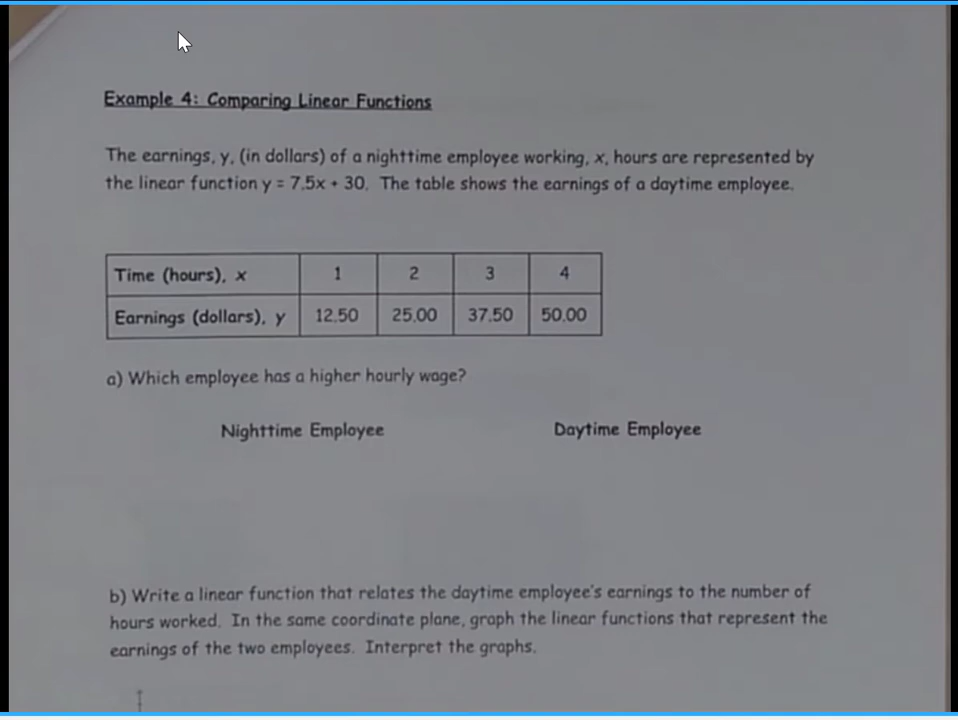 Example 4: Comparing Linear Functions
The earnings, y, (in dollars) of a nighttime employee working, x, hours are represented by
the linear function y = 7.5x + 30. The table shows the earnings of a daytime employee.
Time (hours), x 1 2 3 4
Earnings (dollars), y 12.50 25.00 37.50 50.00
a) Which employee has a higher hourly wage?
Nighttime Employee Daytime Employee
b) Write a linear function that relates the daytime employee's earnings to the number of
hours worked. In the same coordinate plane, graph the linear functions that represent the
earnings of the two employees. Interpret the graphs.